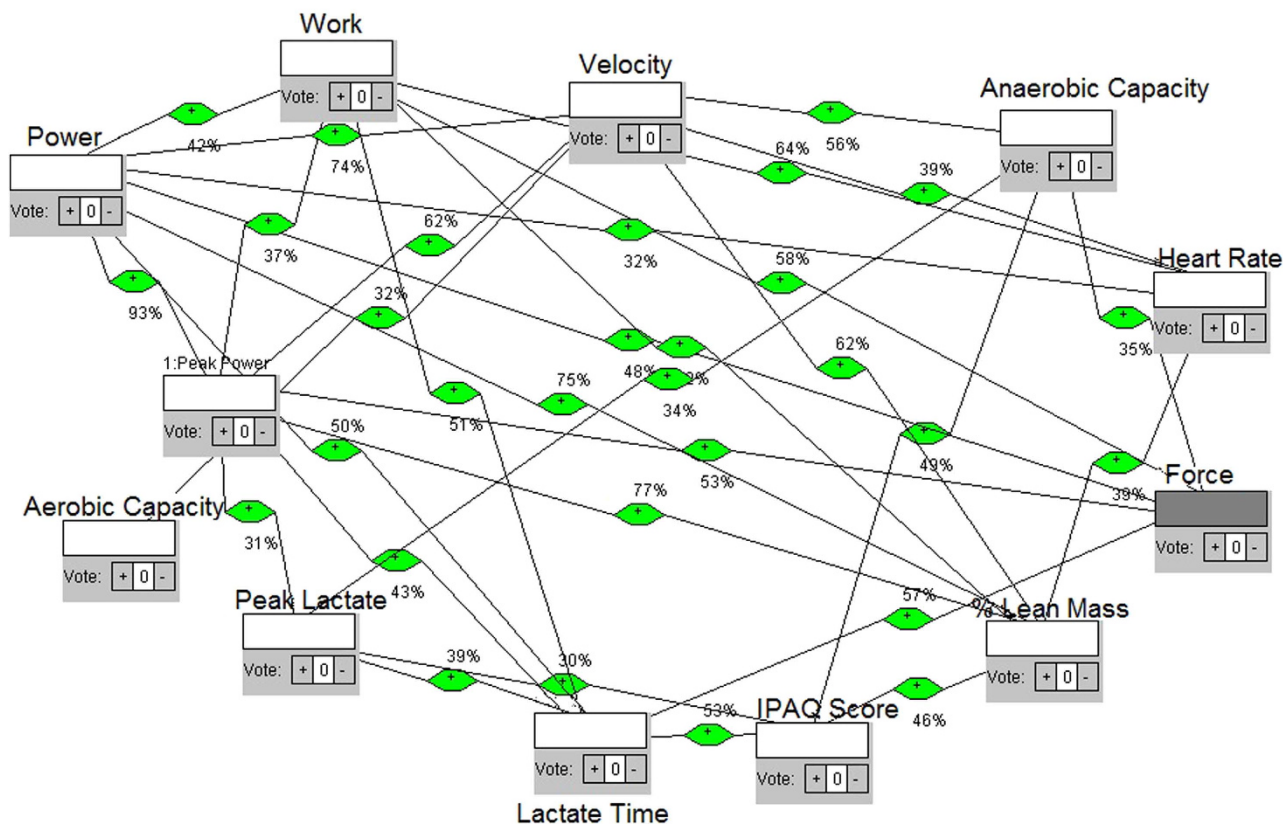 Work
Vote: + 0 -
Velocity
Vote: + 0 -
Anaerobic Capacity
Vote: + 0 -
Power
Vote: + 0 -
+
42%
+
74%
+
56%
64%
+
39%
+
Heart Rate
Vote: + 0 -
+
37%
62%
+
+
32%
58%
+
+
93%
32%
+
+
35%
1:Peak Power
Vote: + 0 -
+
48%
+
62%
+
+
34%
75%
+
+
51%
50%
+
+
53%
+
49%
+
39%
Force
Vote: + 0 -
77%
+
Aerobic Capacity
Vote: + 0 -
+
31%
+
43%
Peak Lactate
Vote: + 0 -
57%
+
% Lean Mass
Vote: + 0 -
39%
+
30%
+
+
46%
53%
+
IPAQ Score
Vote: + 0 -
Vote: + 0 -
Lactate Time